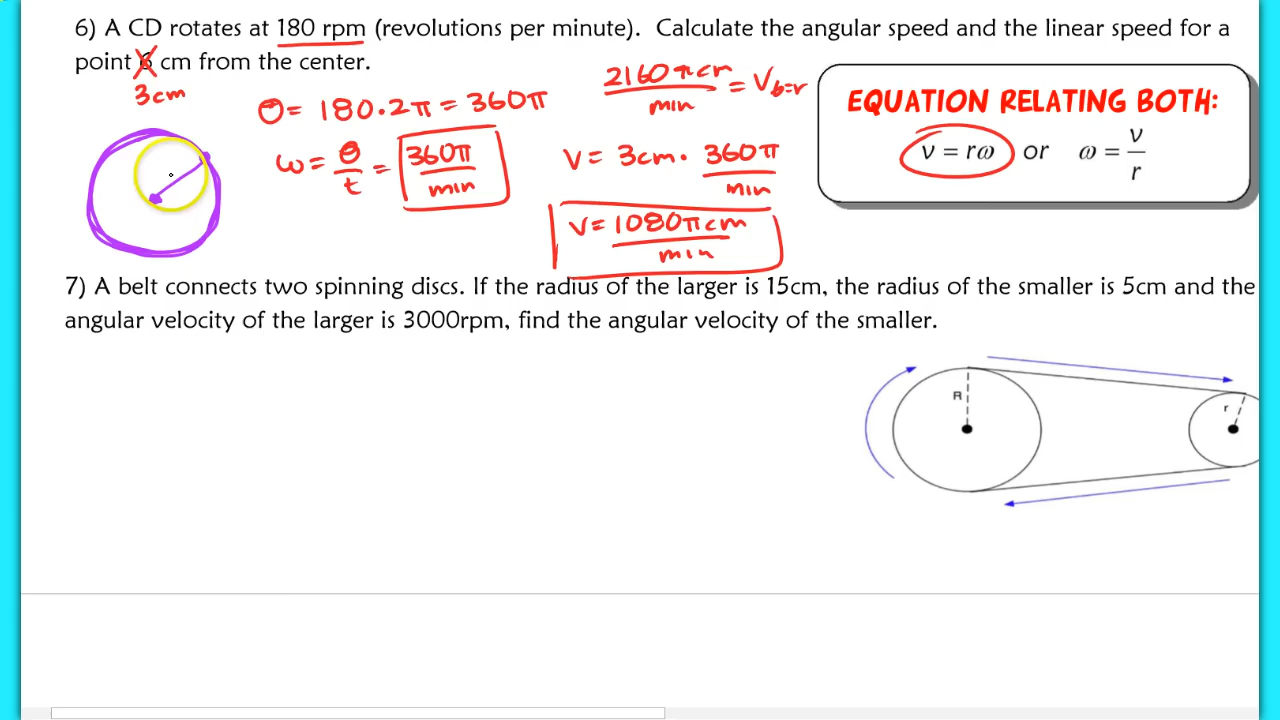 6) A CD rotates at 180 rpm (revolutions per minute). Calculate the angular speed and the linear speed for a
point 6 cm from the center.
3cm
θ = 180·2π = 360π
ω = θ/t = 360π/min
2160π cm/min = V6=r
V = 3cm · 360π/min
V = 1080π cm/min
EQUATION RELATING BOTH:
v = rω or ω = v/r
7) A belt connects two spinning discs. If the radius of the larger is 15cm, the radius of the smaller is 5cm and the
angular velocity of the larger is 3000rpm, find the angular velocity of the smaller.
R
r